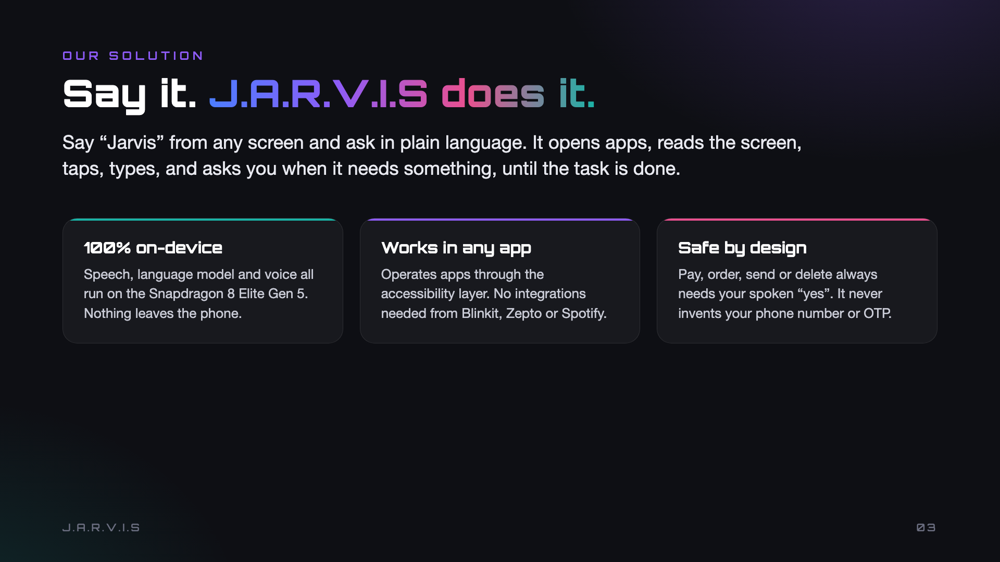 OUR SOLUTION
Say it. J.A.R.V.I.S does it.
Say “Jarvis” from any screen and ask in plain language. It opens apps, reads the screen,
taps, types, and asks you when it needs something, until the task is done.
100% on-device
Speech, language model and voice all
run on the Snapdragon 8 Elite Gen 5.
Nothing leaves the phone.
Works in any app
Operates apps through the
accessibility layer. No integrations
needed from Blinkit, Zepto or Spotify.
Safe by design
Pay, order, send or delete always
needs your spoken “yes”. It never
invents your phone number or OTP.
J.A.R.V.I.S
03